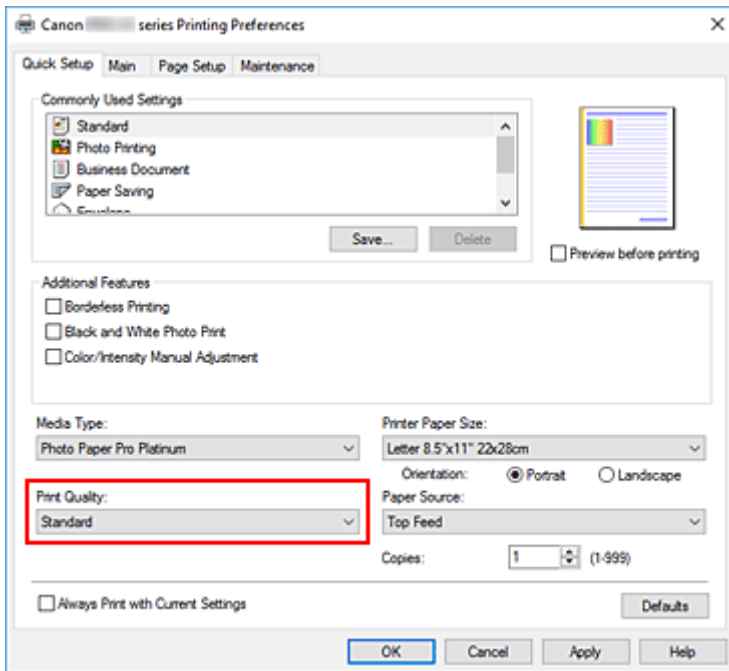 Canon series Printing Preferences
Quick Setup Main Page Setup Maintenance
Commonly Used Settings
Standard
Photo Printing
Business Document
Paper Saving
Envelope
Save... Delete
Preview before printing
Additional Features
Borderless Printing
Black and White Photo Print
Color/Intensity Manual Adjustment
Media Type:
Photo Paper Pro Platinum
Printer Paper Size:
Letter 8.5"x11" 22x28cm
Orientation: Portrait Landscape
Print Quality:
Standard
Paper Source:
Top Feed
Copies: 1 (1-999)
Always Print with Current Settings
Defaults
OK Cancel Apply Help